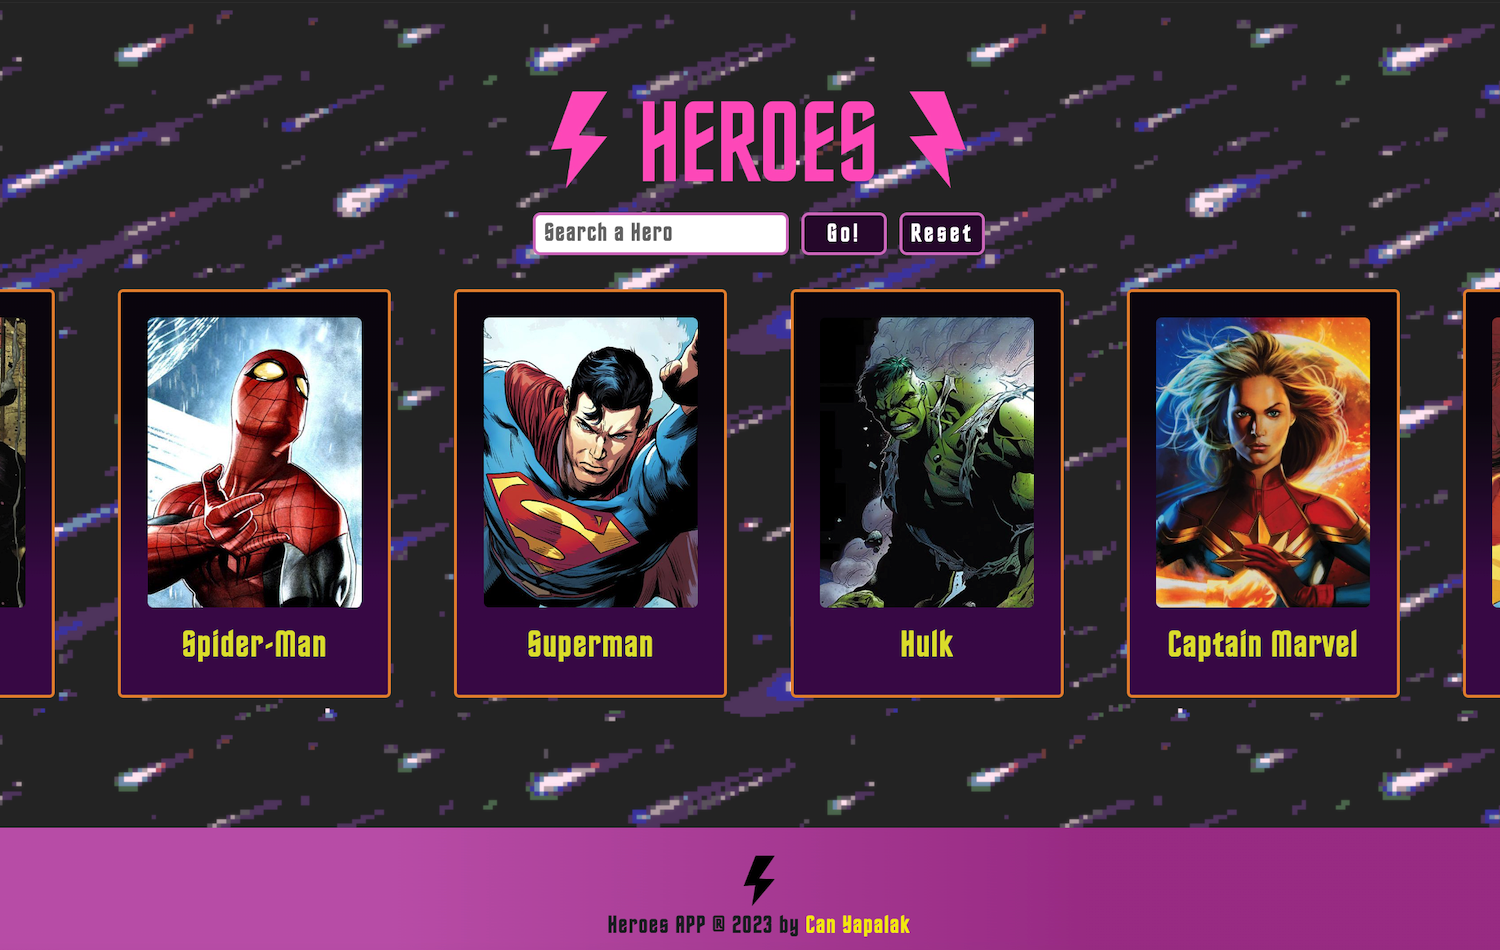 HEROES
Search a Hero
Go!
Reset
Spider-Man
Superman
Hulk
Captain Marvel
Heroes APP ® 2023 by Can Yapalak